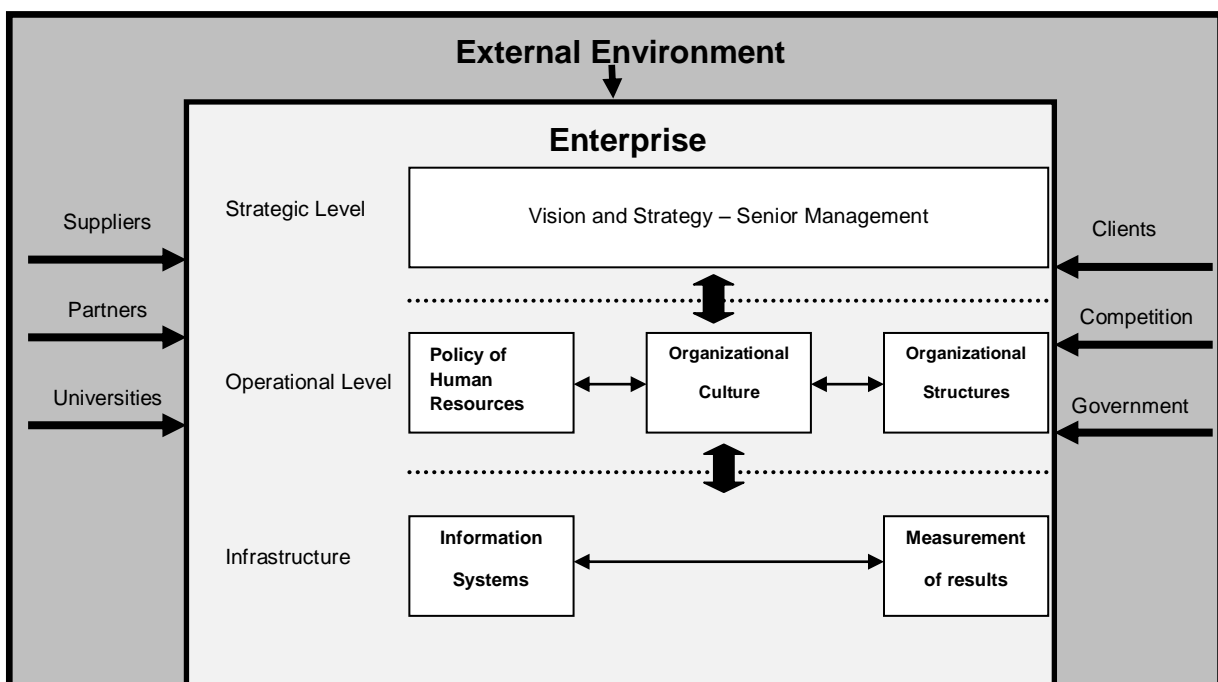 External Environment
Enterprise
Strategic Level
Vision and Strategy – Senior Management
Suppliers
Clients
Partners
Competition
Operational Level
Policy of
Human
Resources
Organizational
Culture
Organizational
Structures
Universities
Government
Infrastructure
Information
Systems
Measurement
of results